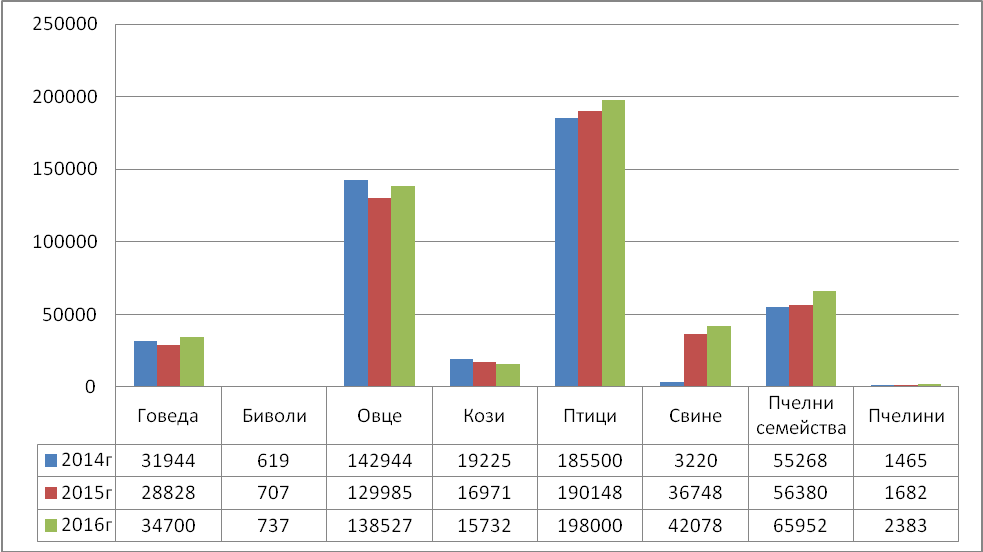 250000
200000
150000
100000
50000
0
Говеда Биволи Овце Кози Птици Свине Пчелни семейства Пчелини
2014г 31944 619 142944 19225 185500 3220 55268 1465
2015г 28828 707 129985 16971 190148 36748 56380 1682
2016г 34700 737 138527 15732 198000 42078 65952 2383